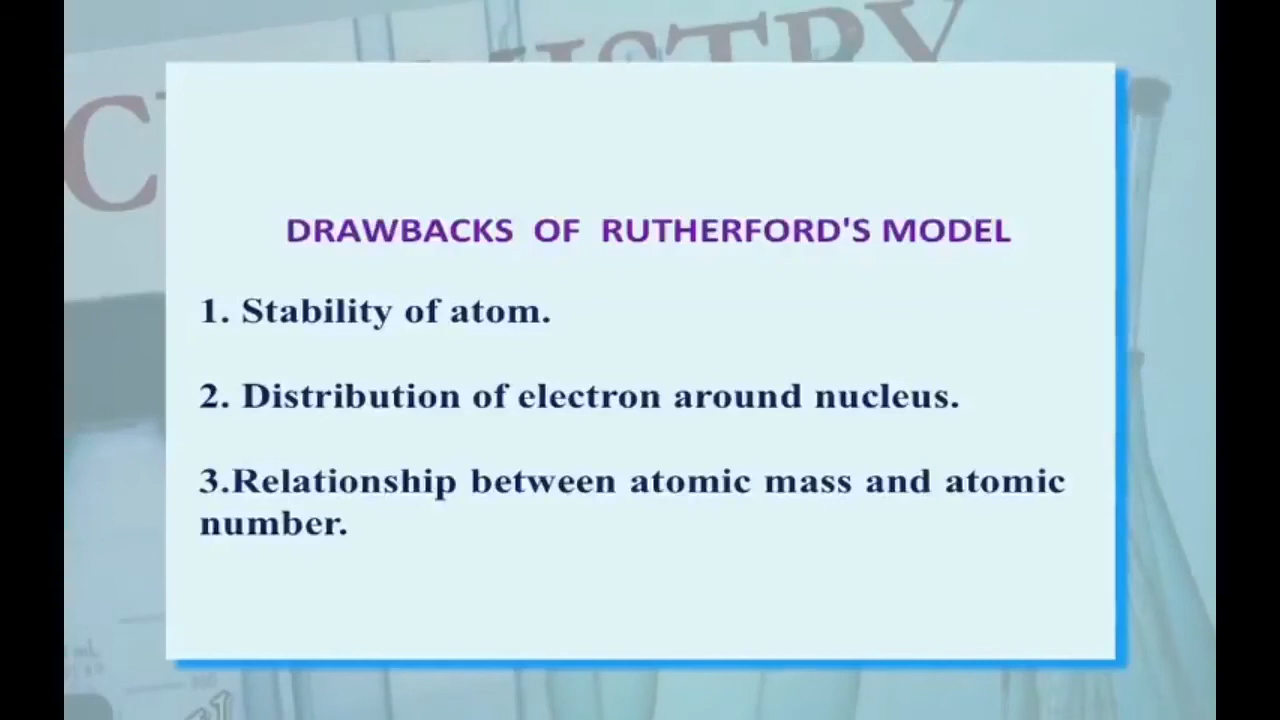 DRAWBACKS OF RUTHERFORD'S MODEL
1. Stability of atom.
2. Distribution of electron around nucleus.
3.Relationship between atomic mass and atomic
number.